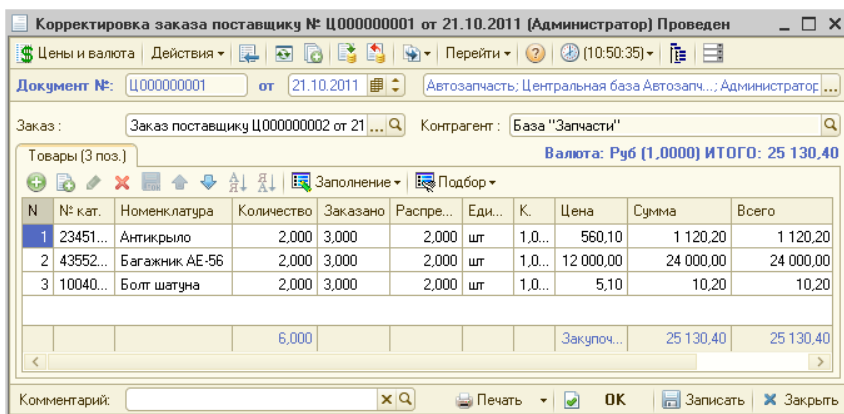 Корректировка заказа поставщику № Ц000000001 от 21.10.2011 (Администратор) Проведен
Цены и валюта Действия Перейти (10:50:35)
Документ №: Ц000000001 от 21.10.2011 Автозапчасть; Центральная база Автозапч...; Администратор ...
Заказ : Заказ поставщику Ц000000002 от 21 ... Контрагент : База "Запчасти"
Товары (3 поз.) Валюта: Руб (1,0000) ИТОГО: 25 130,40
Заполнение Подбор
N № кат. Номенклатура Количество Заказано Распре... Еди... К. Цена Сумма Всего
1 23451... Антикрыло 2,000 3,000 2,000 шт 1,0... 560,10 1 120,20 1 120,20
2 43552... Багажник АЕ-56 2,000 3,000 2,000 шт 1,0... 12 000,00 24 000,00 24 000,00
3 10040... Болт шатуна 2,000 3,000 2,000 шт 1,0... 5,10 10,20 10,20
6,000 Закупоч... 25 130,40 25 130,40
Комментарий: Печать ОК Записать Закрыть